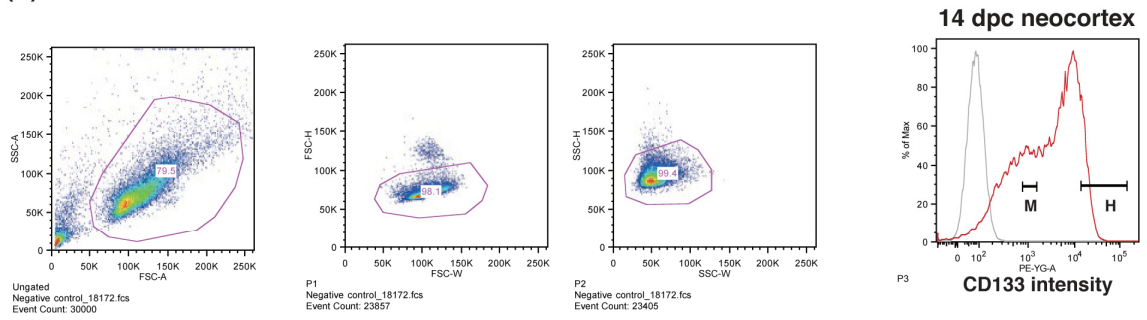 14 dpc neocortex
250K
200K
150K
100K
50K
0
SSC-A
79.5
0 50K 100K 150K 200K 250K
FSC-A
Ungated
Negative control_18172.fcs
Event Count: 30000
250K
200K
150K
100K
50K
0
FSC-H
98.1
0 50K 100K 150K 200K 250K
FSC-W
P1
Negative control_18172.fcs
Event Count: 23857
250K
200K
150K
100K
50K
0
SSC-H
99.4
0 50K 100K 150K 200K 250K
SSC-W
P2
Negative control_18172.fcs
Event Count: 23405
100
80
60
40
20
0
% of Max
M
H
0 10² 10³ 10⁴ 10⁵
PE-YG-A
P3
CD133 intensity